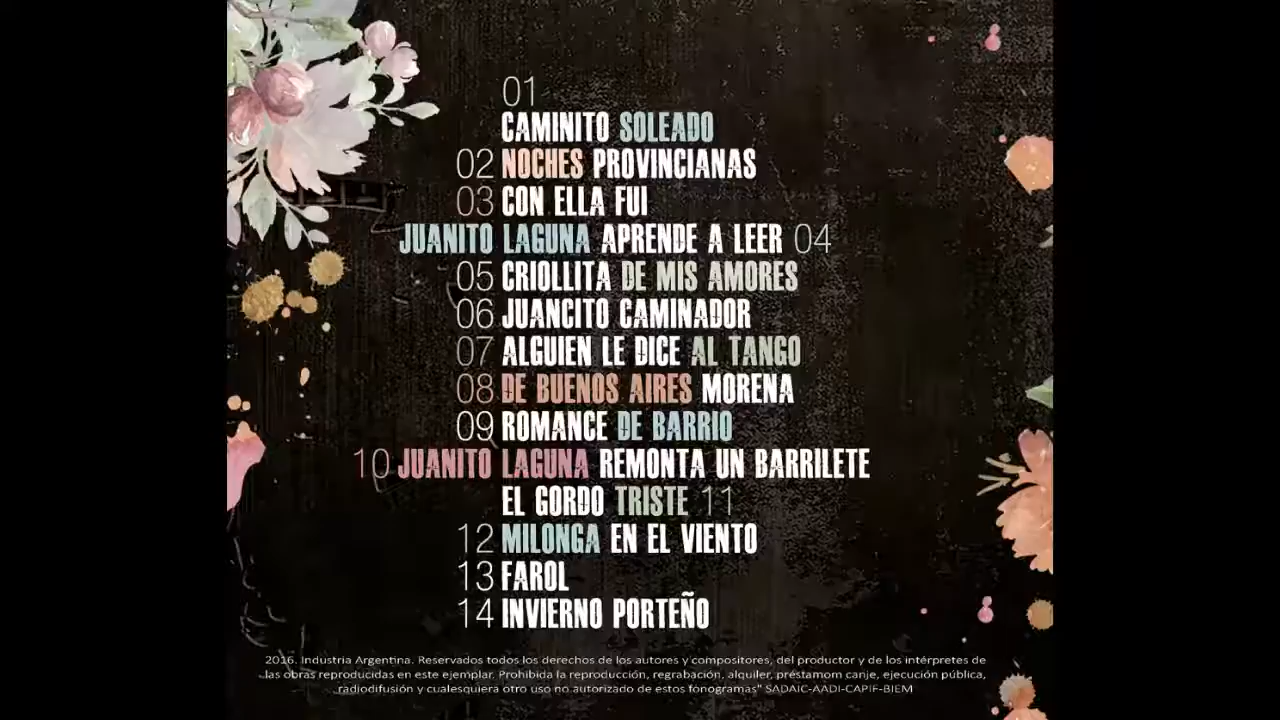 01
CAMINITO SOLEADO
02 NOCHES PROVINCIANAS
03 CON ELLA FUI
JUANITO LAGUNA APRENDE A LEER 04
05 CRIOLLITA DE MIS AMORES
06 JUANCITO CAMINADOR
07 ALGUIEN LE DICE AL TANGO
08 DE BUENOS AIRES MORENA
09 ROMANCE DE BARRIO
10 JUANITO LAGUNA REMONTA UN BARRILETE
EL GORDO TRISTE 11
12 MILONGA EN EL VIENTO
13 FAROL
14 INVIERNO PORTEÑO
2016. Industria Argentina. Reservados todos los derechos de los autores y compositores, del productor y de los intérpretes de
las obras reproducidas en este ejemplar. Prohibida la reproducción, regrabación, alquiler, préstamom canje, ejecución pública,
radiodifusión y cualesquiera otro uso no autorizado de estos fonogramas" SADAIC-AADI-CAPIF-BIEM